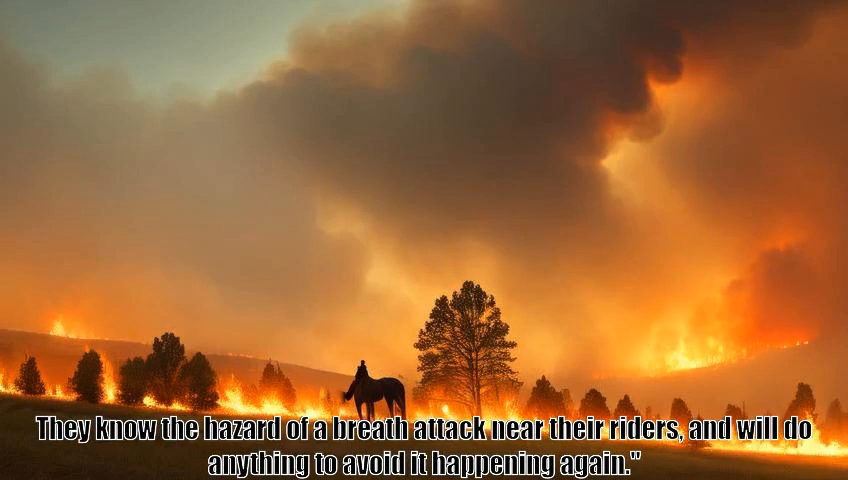 They know the hazard of a breath attack near their riders, and will do
anything to avoid it happening again."